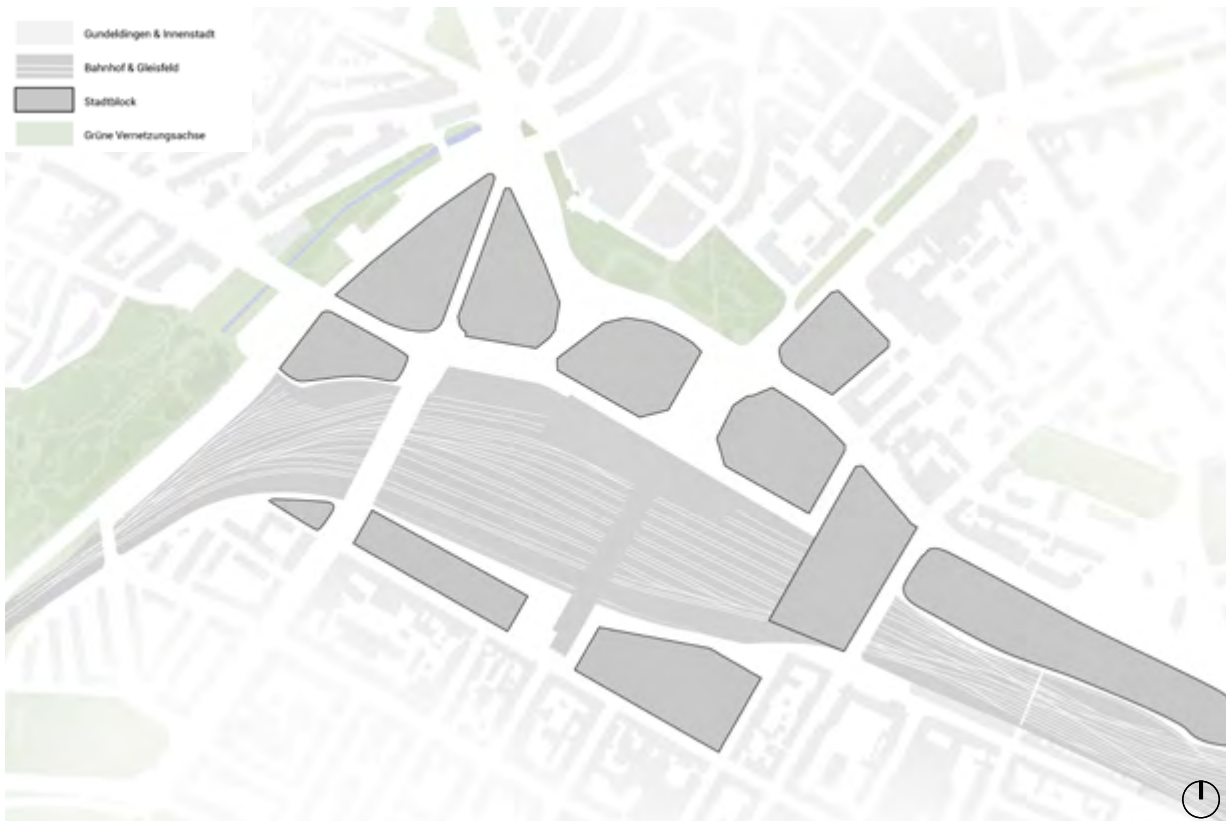 Gundeldingen & Innenstadt
Bahnhof & Gleisfeld
Stadtblock
Grüne Vernetzungsachse